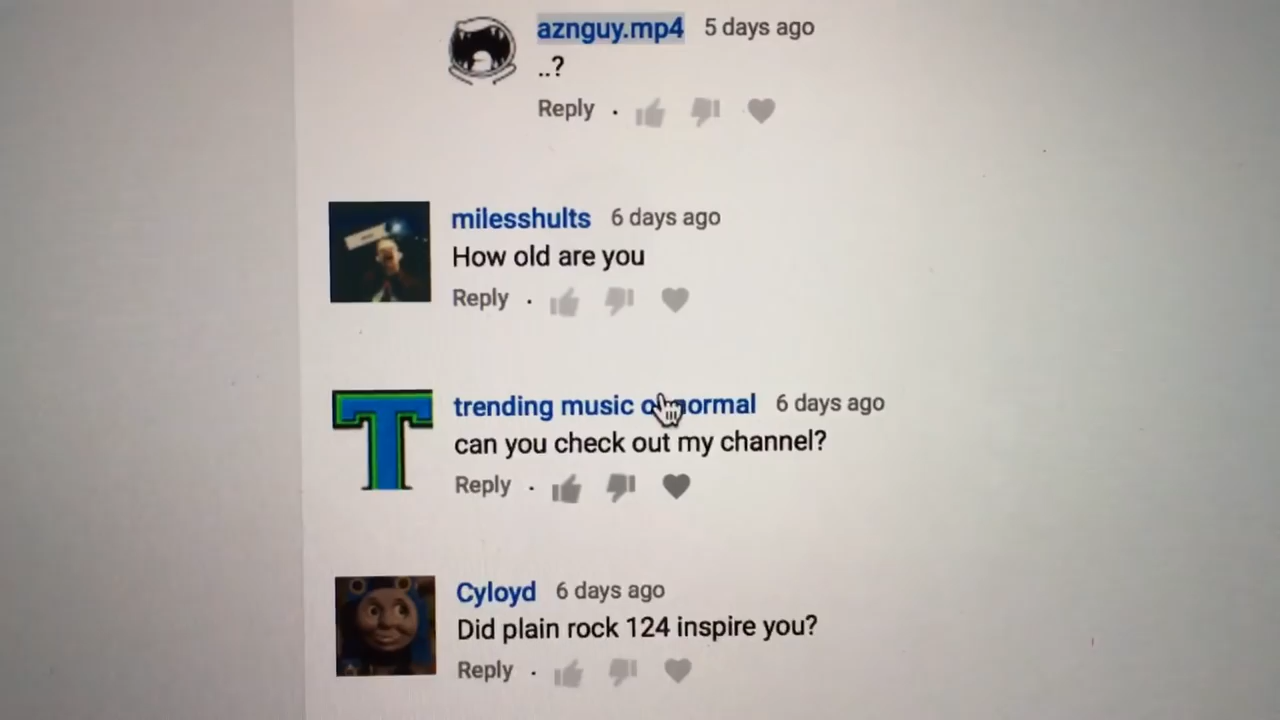 aznguy.mp4 5 days ago
..?
Reply ·
milesshults 6 days ago
How old are you
Reply ·
T
trending music normal 6 days ago
can you check out my channel?
Reply ·
Cyloyd 6 days ago
Did plain rock 124 inspire you?
Reply ·